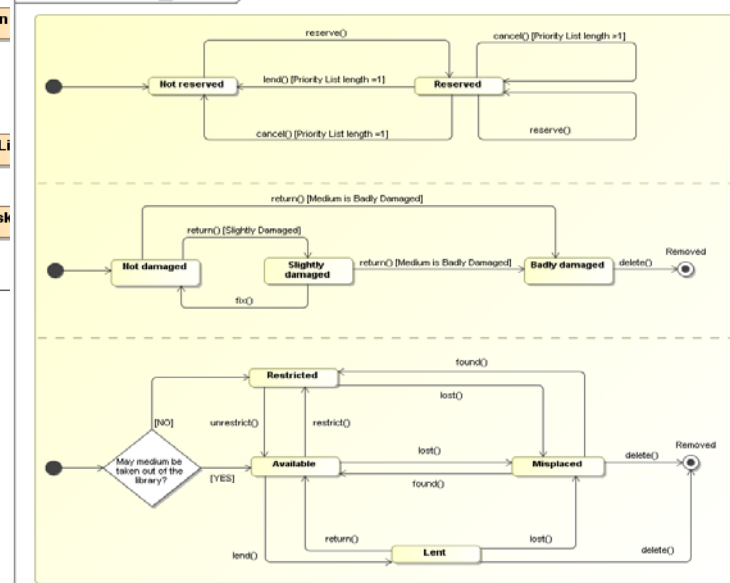 n
Li
sk
reserve()
cancel() [Priority List length >1]
Not reserved
lend() [Priority List length =1]
Reserved
cancel() [Priority List length =1]
reserve()
return() [Medium is Badly Damaged]
return() [Slightly Damaged]
Removed
Not damaged
Slightly
damaged
return() [Medium is Badly Damaged]
Badly damaged
delete()
fix()
found()
Restricted
lost()
[NO]
unrestrict()
restrict()
Removed
May medium be
taken out of the
library?
Available
lost()
Misplaced
delete()
[YES]
found()
return()
lost()
lend()
Lent
delete()